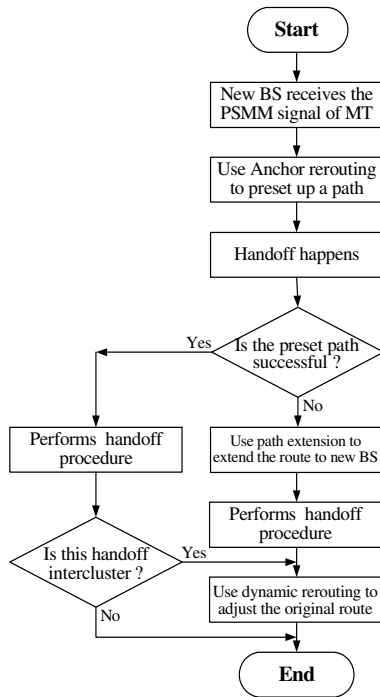 Start
New BS receives the
PSMM signal of MT
Use Anchor rerouting
to preset up a path
Handoff happens
Is the preset path
successful ?
Yes
No
Performs handoff
procedure
Use path extension to
extend the route to new BS
Performs handoff
procedure
Is this handoff
intercluster ?
Yes
No
Use dynamic rerouting to
adjust the original route
End